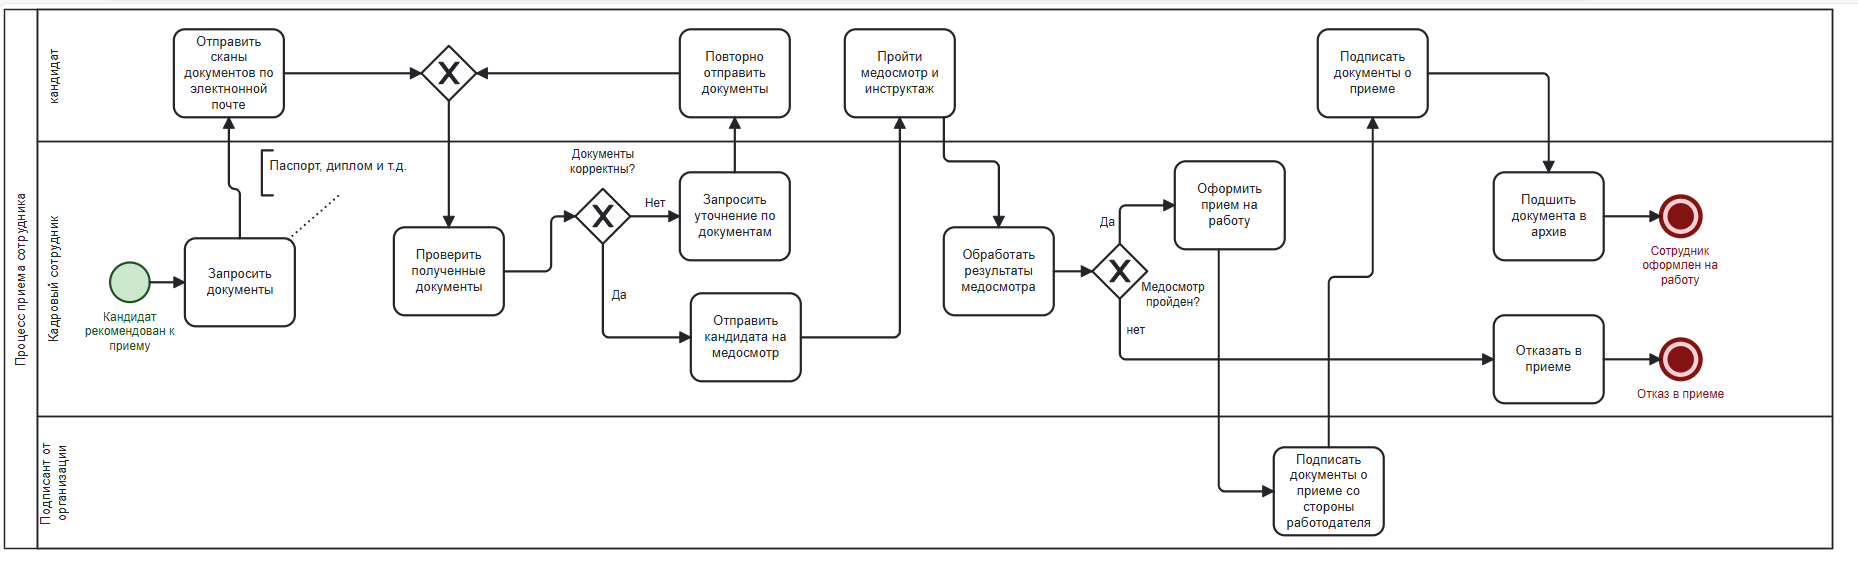 Процесс приема сотрудника
кандидат
Отправить
сканы
документов по
электнонной
почте
Повторно
отправить
документы
Пройти
медосмотр и
инструктаж
Подписать
документы о
приеме
Кадровый сотрудник
Кандидат
рекомендован к
приему
Запросить
документы
Паспорт, диплом и т.д.
Проверить
полученные
документы
Документы
корректны?
Нет
Да
Запросить
уточнение по
документам
Отправить
кандидата на
медосмотр
Обработать
результаты
медосмотра
Да
Медосмотр
пройден?
нет
Оформить
прием на
работу
Подшить
документа в
архив
Сотрудник
оформлен на
работу
Отказать в
приеме
Отказ в приеме
Подписант от
организации
Подписать
документы о
приеме со
стороны
работодателя